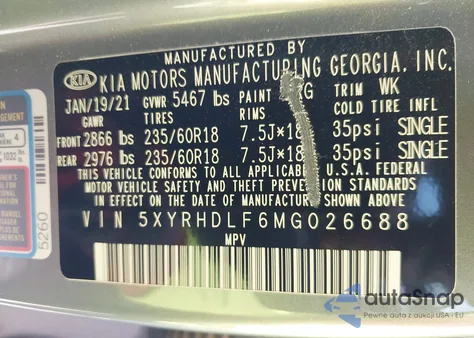 MANUFACTURED BY
KIA KIA MOTORS MANUFACTURING GEORGIA, INC.
JAN/19/21 GVWR 5467 lbs PAINT TRIM WK
GAWR TIRES RIMS COLD TIRE INFL
FRONT 2866 lbs 235/60R18 7.5J×18 35psi SINGLE
REAR 2976 lbs 235/60R18 7.5J×18 35psi SINGLE
THIS VEHICLE CONFORMS TO ALL U.S.A. FEDERAL
MOTOR VEHICLE SAFETY AND THEFT PREVENTION STANDARDS
IN EFFECT ON THE DATE OF MANUFACTURE SHOWN ABOVE.
VIN 5XYRHDLF6MG026688
MPV
5260
autoSnap
Pewne auta z aukcji USA i EU